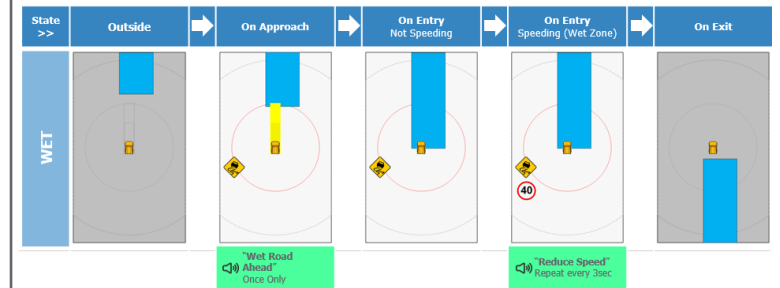 State
>>
Outside
On Approach
On Entry
Not Speeding
On Entry
Speeding (Wet Zone)
On Exit
WET
40
"Wet Road
Ahead"
Once Only
"Reduce Speed"
Repeat every 3sec